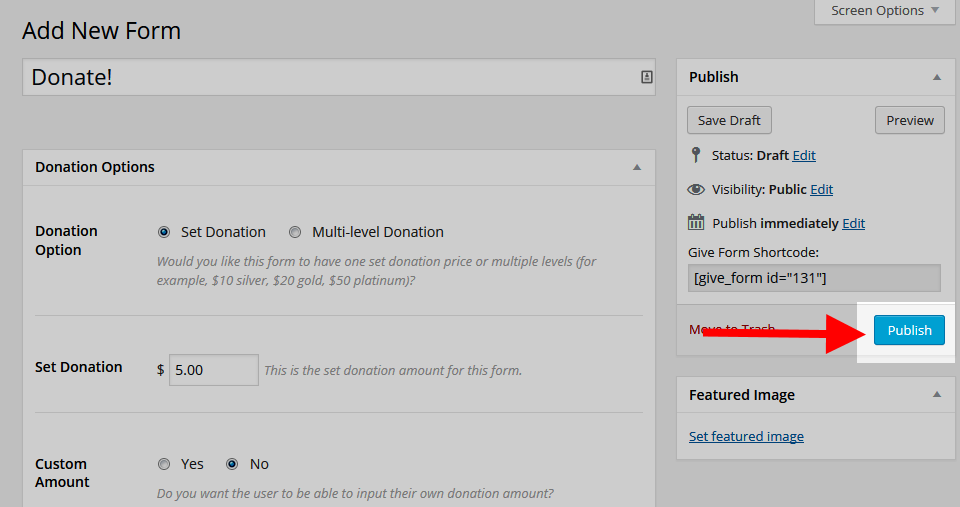 Screen Options
Add New Form
Donate!
Donation Options
Donation
Option
Set Donation
Multi-level Donation
Would you like this form to have one set donation price or multiple levels (for
example, $10 silver, $20 gold, $50 platinum)?
Set Donation
$ 5.00 This is the set donation amount for this form.
Custom
Amount
Yes
No
Do you want the user to be able to input their own donation amount?
Publish
Save Draft
Preview
Status: Draft Edit
Visibility: Public Edit
Publish immediately Edit
Give Form Shortcode:
[give_form id="131"]
Move to Trash
Publish
Featured Image
Set featured image